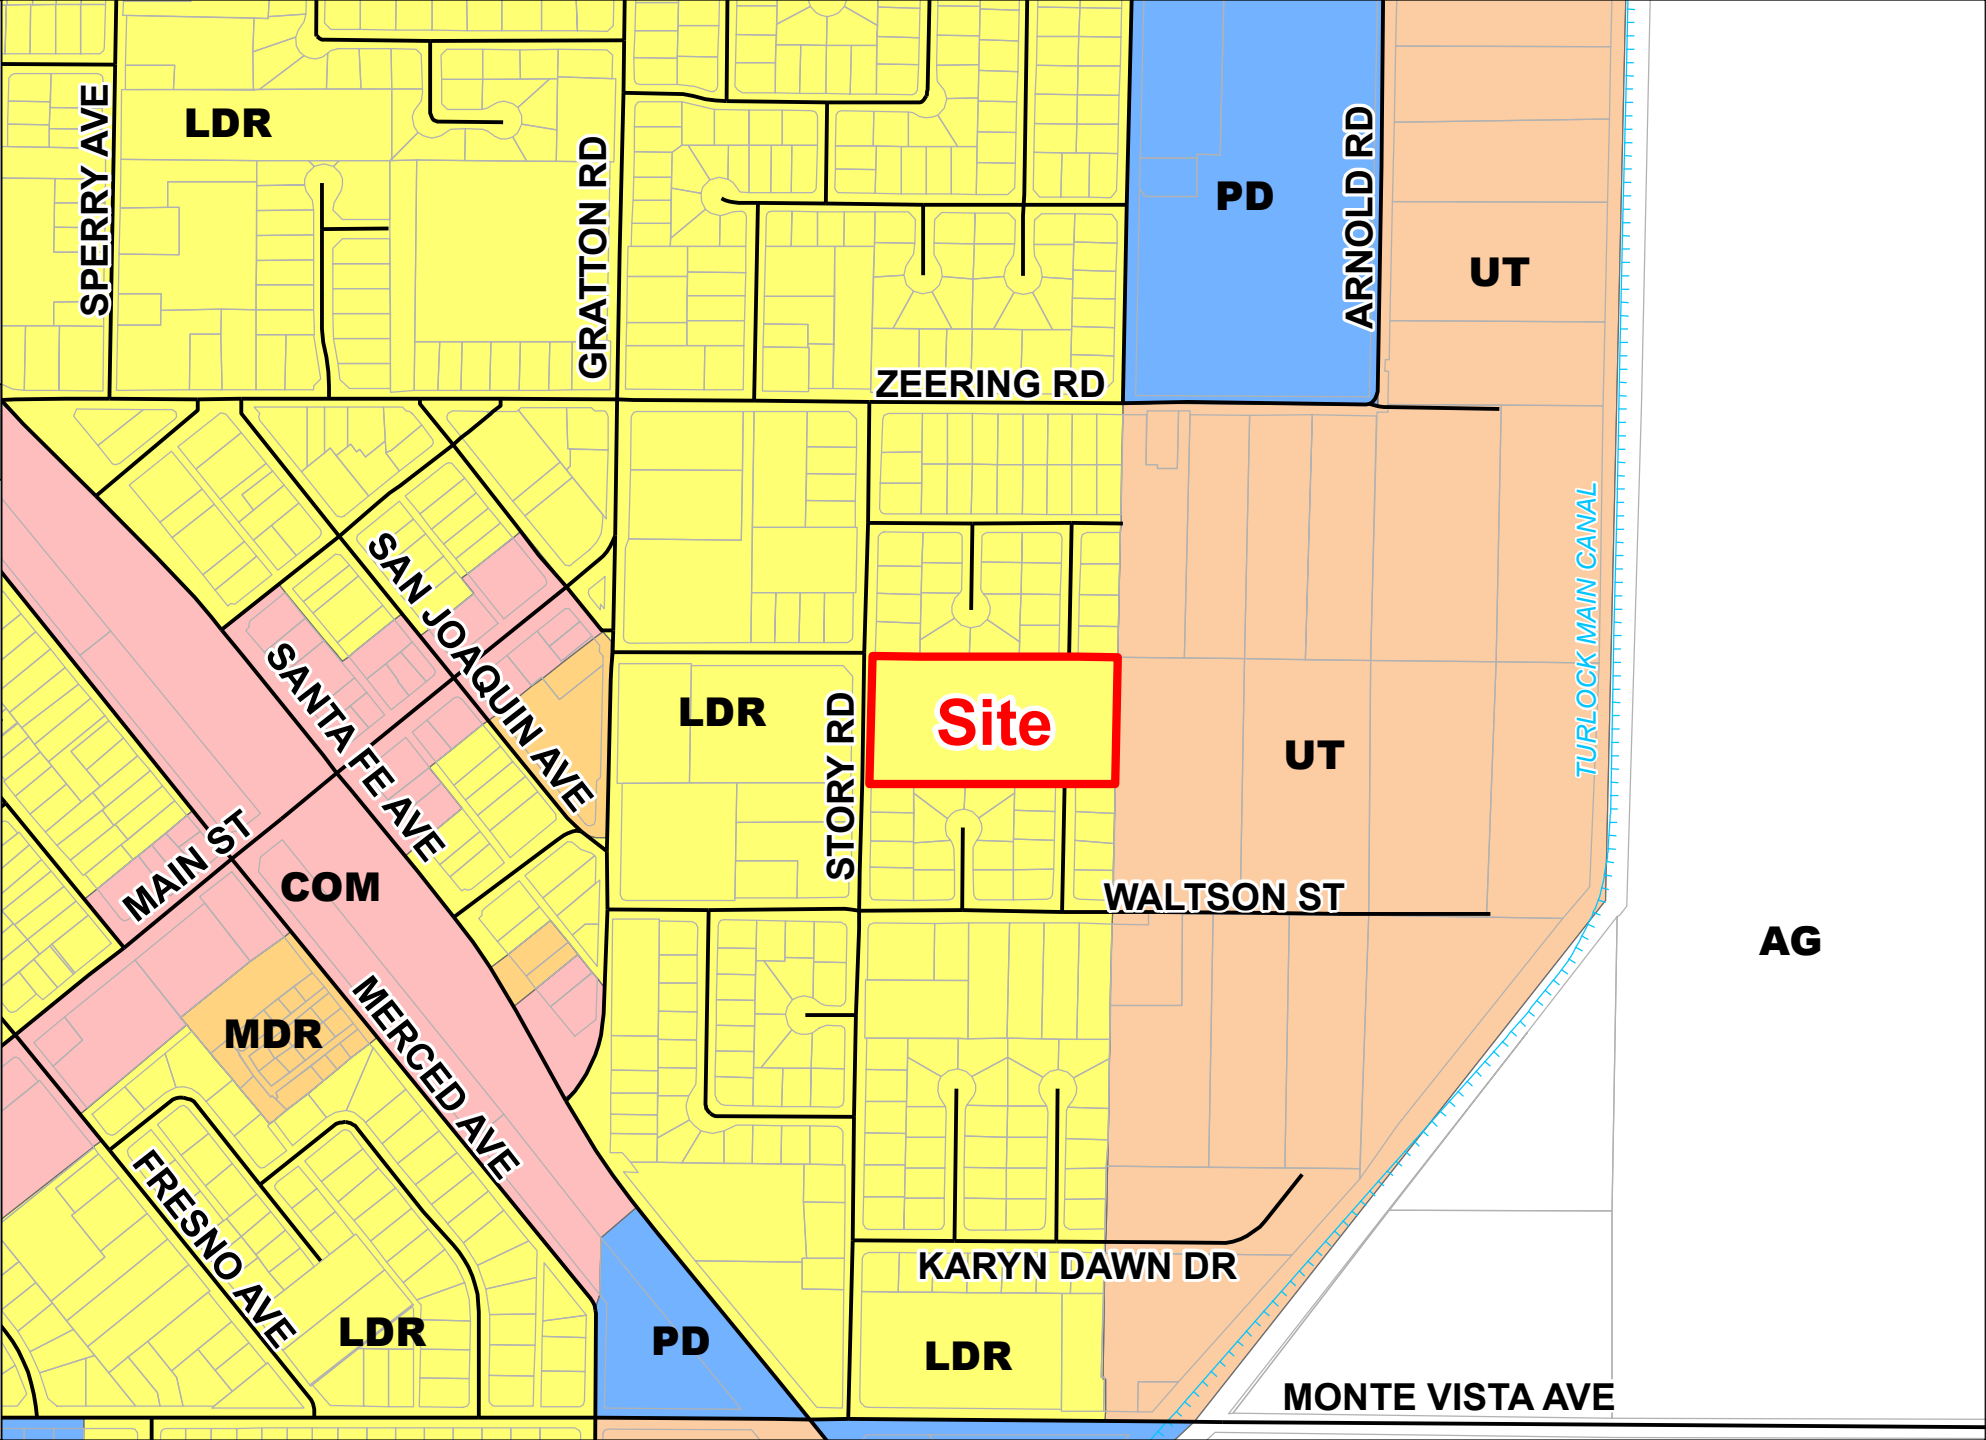 SPERRY AVE
LDR
GRATTON RD
PD
ARNOLD RD
UT
ZEERING RD
SAN JOAQUIN AVE
SANTA FE AVE
LDR
STORY RD
Site
UT
TURLOCK MAIN CANAL
MAIN ST
COM
WALTSON ST
AG
MDR
MERCED AVE
FRESNO AVE
KARYN DAWN DR
LDR
PD
LDR
MONTE VISTA AVE